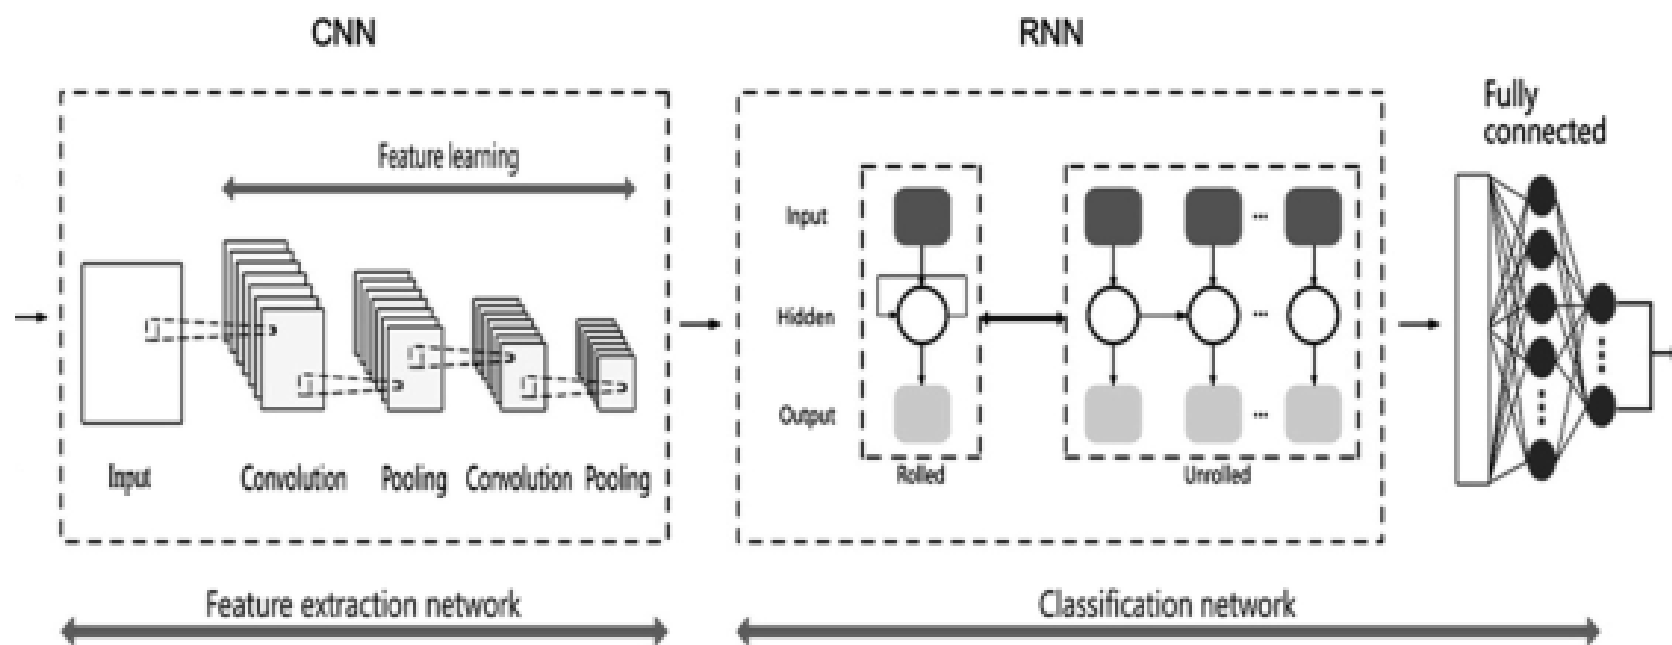 CNN
RNN
Feature learning
Input
Convolution
Pooling
Convolution
Pooling
Input
Hidden
Output
...
...
...
Rolled
Unrolled
Fully
connected
Feature extraction network
Classification network